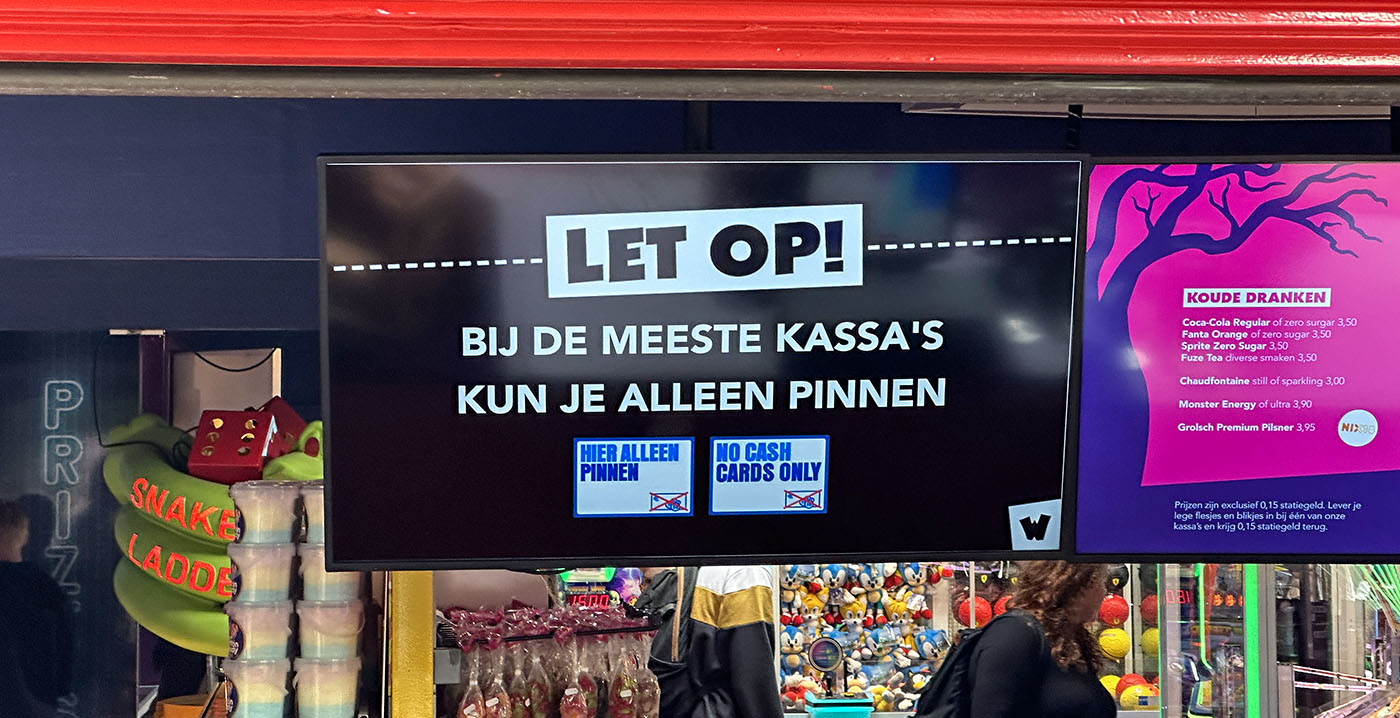 LET OP!
BIJ DE MEESTE KASSA'S
KUN JE ALLEEN PINNEN
HIER ALLEEN
PINNEN
NO CASH
CARDS ONLY
W
KOUDE DRANKEN
Coca-Cola Regular of zero surgar 3,50
Fanta Orange of zero sugar 3,50
Sprite Zero Sugar 3,50
Fuze Tea diverse smaken 3,50
Chaudfontaine still of sparkling 3,00
Monster Energy of ultra 3,90
Grolsch Premium Pilsner 3,95
NIX18
Prijzen zijn exclusief 0,15 statiegeld. Lever je
lege flesjes en blikjes in bij één van onze
kassa's en krijg 0,15 statiegeld terug.
PRIZ
SNAKE
LADDE